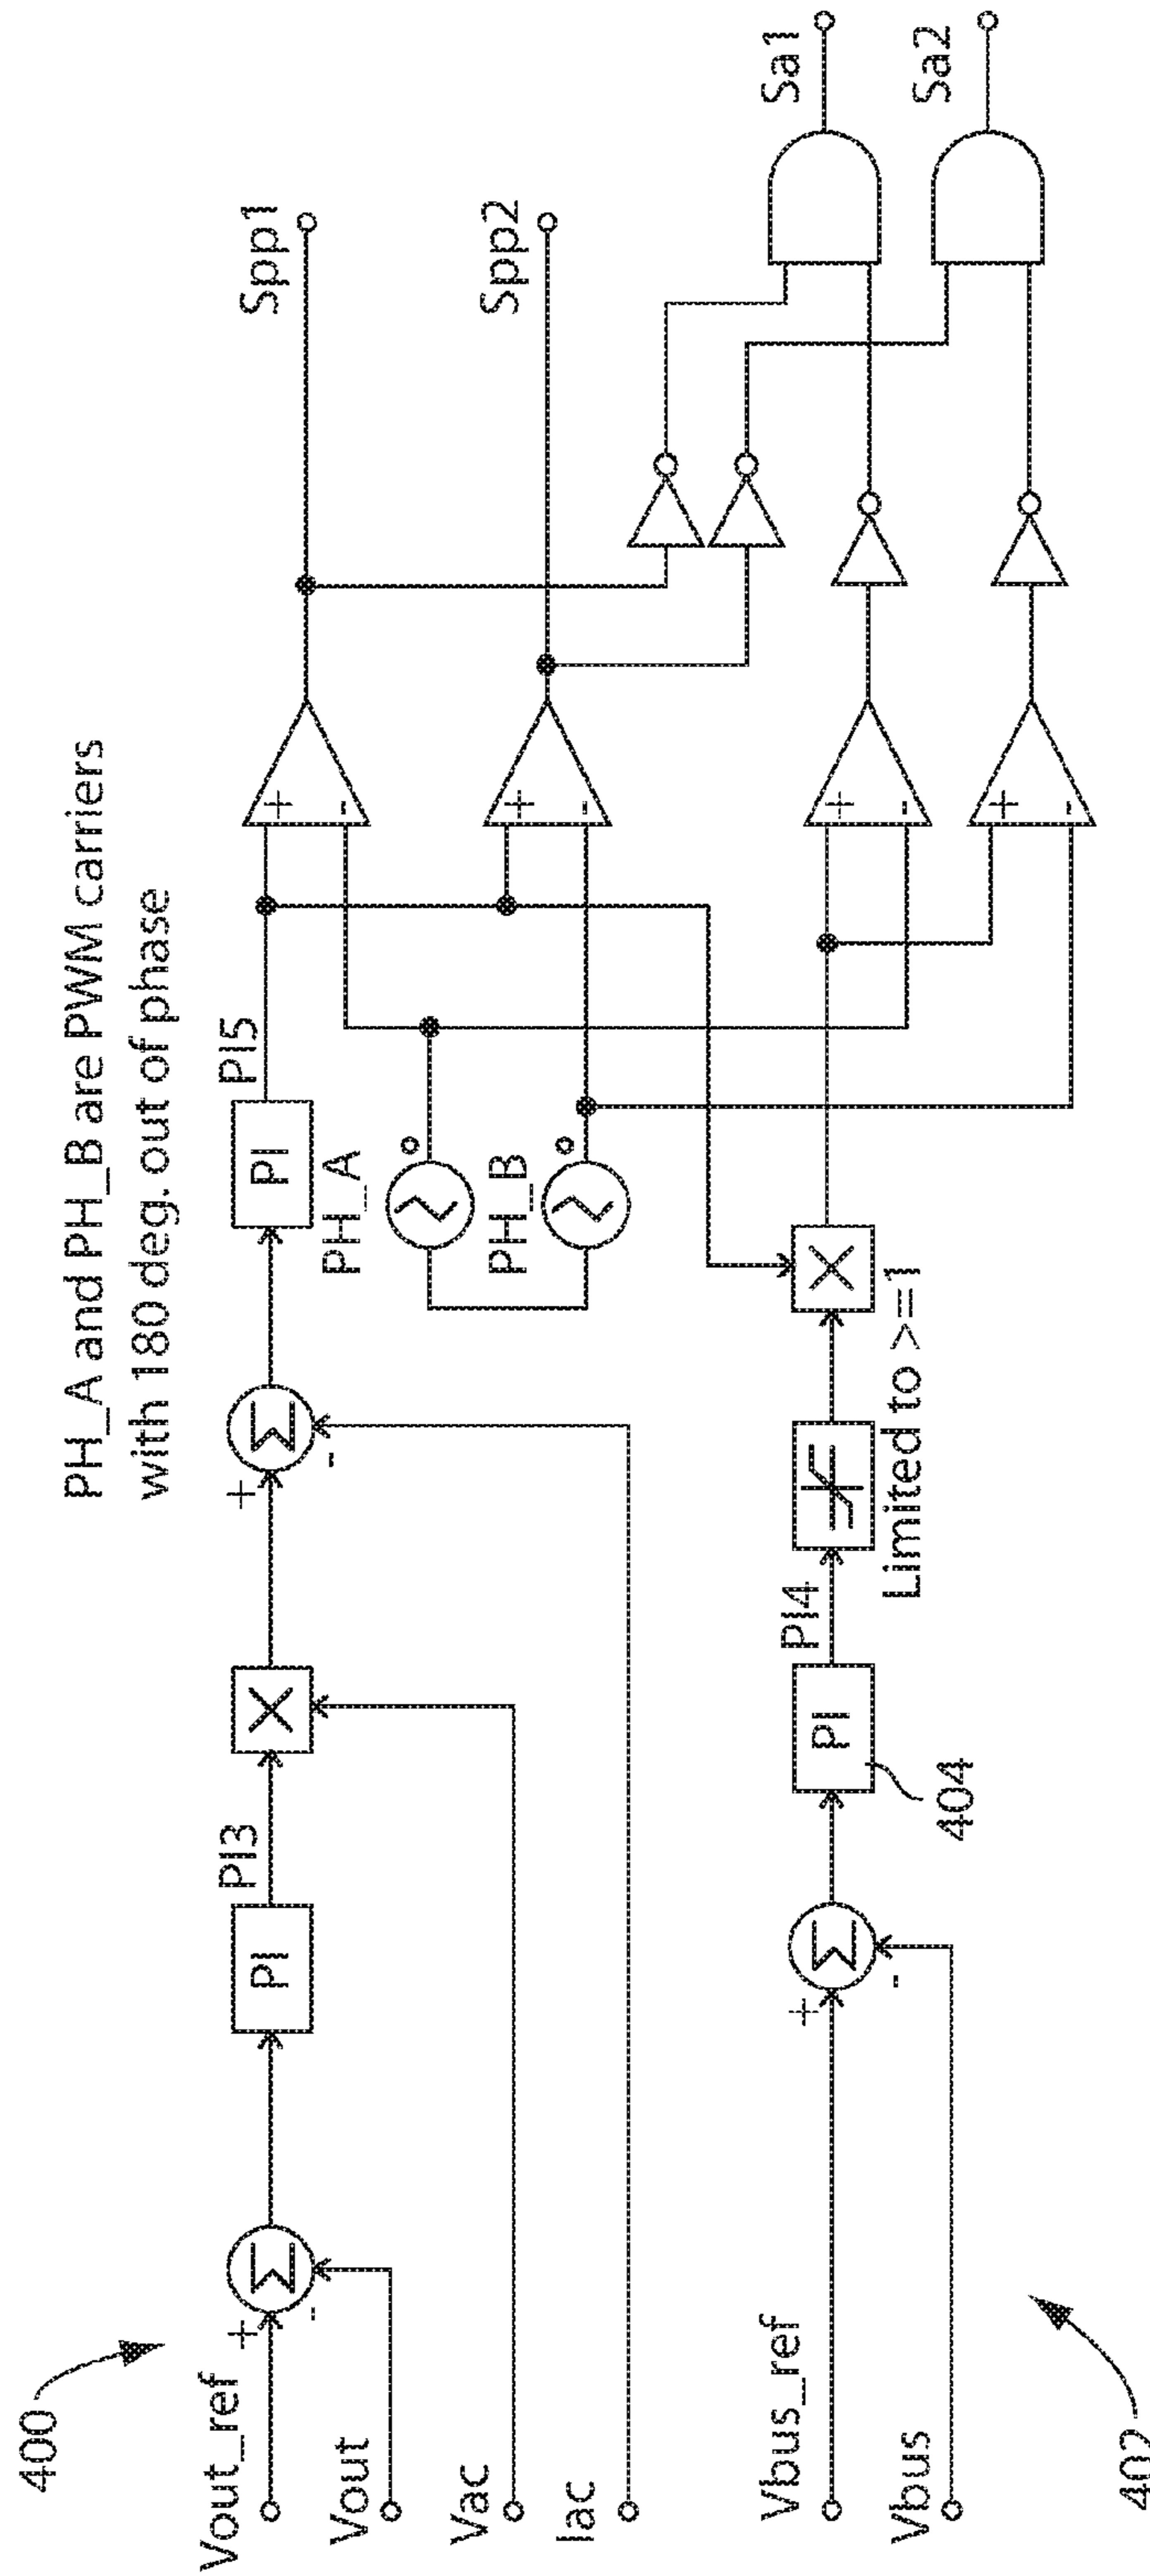 PH_A and PH_B are PWM carriers
with 180 deg. out of phase
400
Vout_ref
+
-
Σ
PI
PI3
X
+
-
Σ
PI
PI5
+
-
Spp1
Vout
Vac
Iac
PH_A
PH_B
+
-
Spp2
Vbus_ref
+
-
Σ
PI
PI4
404
Limited to >=1
X
+
-
Sa1
Vbus
+
-
Sa2
402